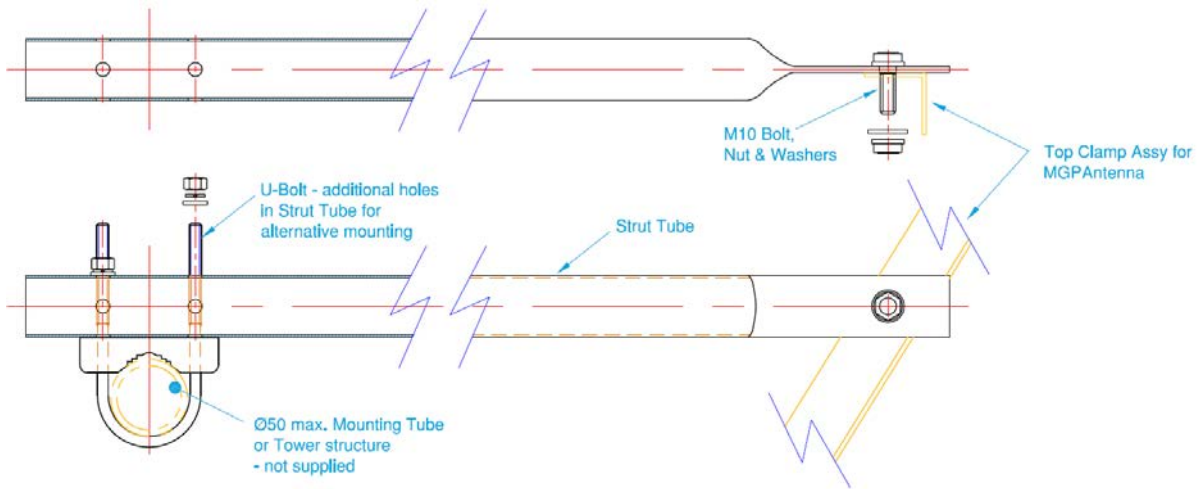 M10 Bolt,
Nut & Washers
Top Clamp Assy for
MGPAntenna
U-Bolt - additional holes
in Strut Tube for
alternative mounting
Strut Tube
Ø50 max. Mounting Tube
or Tower structure
- not supplied